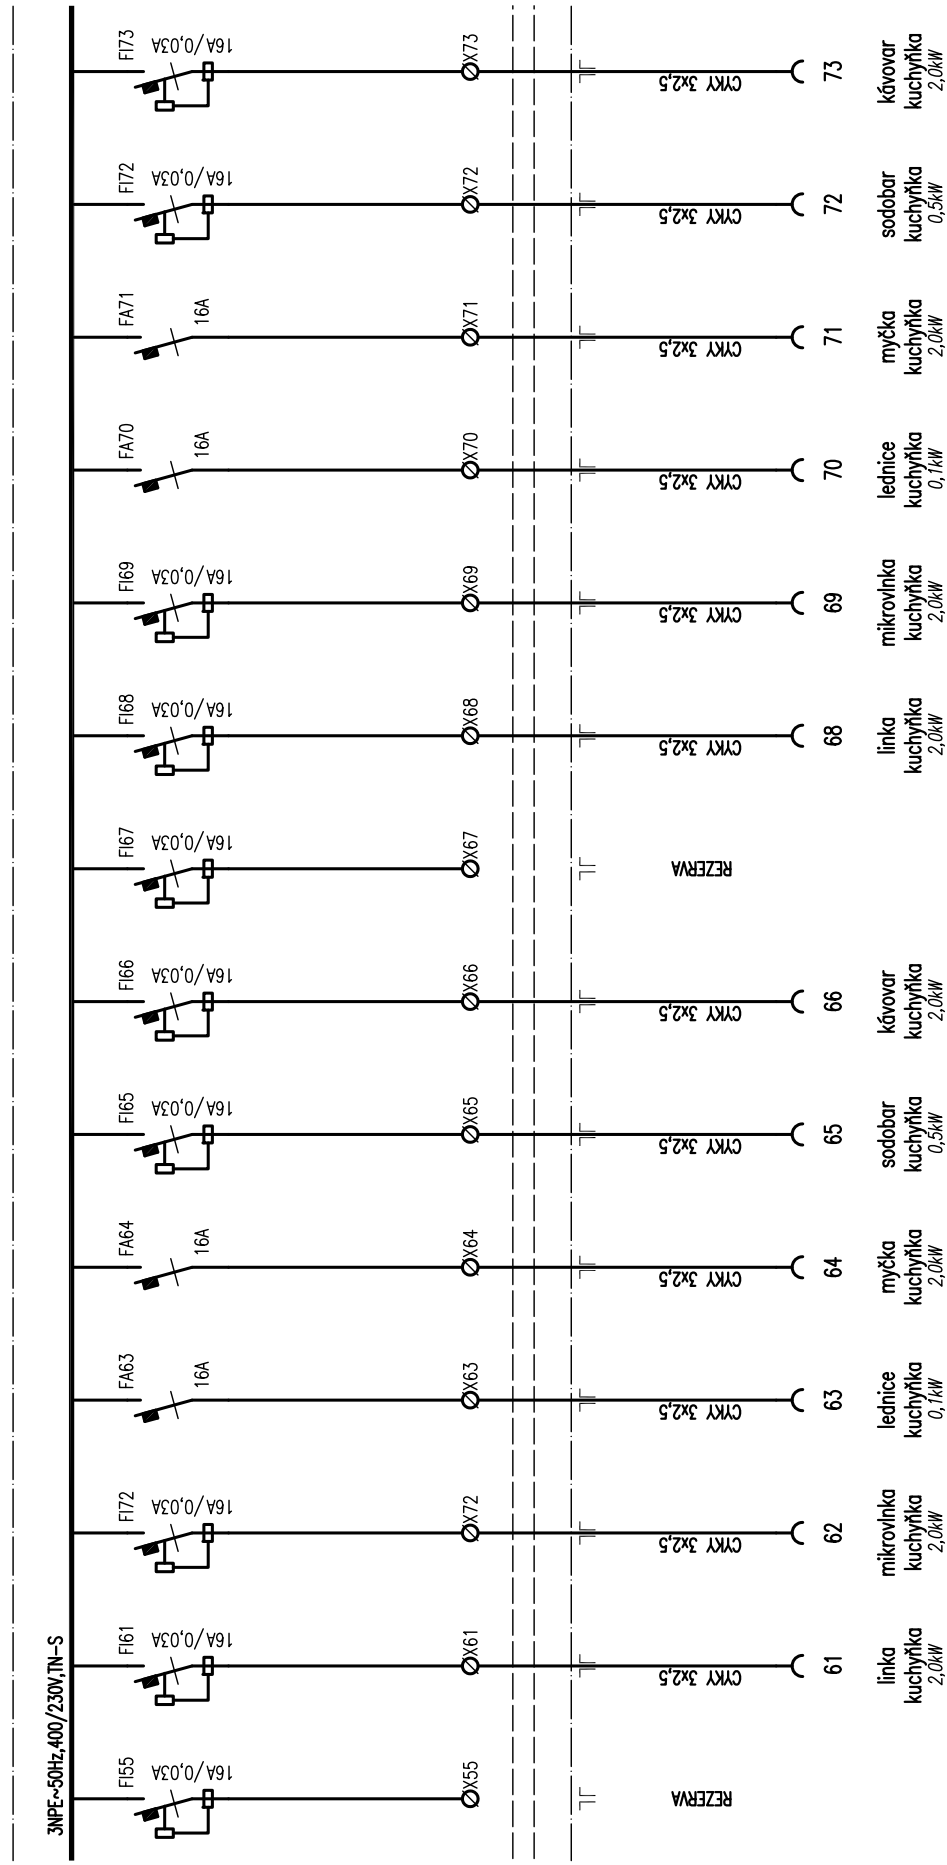 3NPE~50Hz,400/230V,TN-S
FI55
16A/0,03A
X55
REZERVA
FI61
16A/0,03A
X61
CYKY 3x2,5
61
linka
kuchyňka
2,0kW
FI72
16A/0,03A
X72
CYKY 3x2,5
62
mikrovlnka
kuchyňka
2,0kW
FA63
16A
X63
CYKY 3x2,5
63
lednice
kuchyňka
0,1kW
FA64
16A
X64
CYKY 3x2,5
64
myčka
kuchyňka
2,0kW
FI65
16A/0,03A
X65
CYKY 3x2,5
65
sodobar
kuchyňka
0,5kW
FI66
16A/0,03A
X66
CYKY 3x2,5
66
kávovar
kuchyňka
2,0kW
FI67
16A/0,03A
X67
REZERVA
FI68
16A/0,03A
X68
CYKY 3x2,5
68
linka
kuchyňka
2,0kW
FI69
16A/0,03A
X69
CYKY 3x2,5
69
mikrovlnka
kuchyňka
2,0kW
FA70
16A
X70
CYKY 3x2,5
70
lednice
kuchyňka
0,1kW
FA71
16A
X71
CYKY 3x2,5
71
myčka
kuchyňka
2,0kW
FI72
16A/0,03A
X72
CYKY 3x2,5
72
sodobar
kuchyňka
0,5kW
FI73
16A/0,03A
X73
CYKY 3x2,5
73
kávovar
kuchyňka
2,0kW